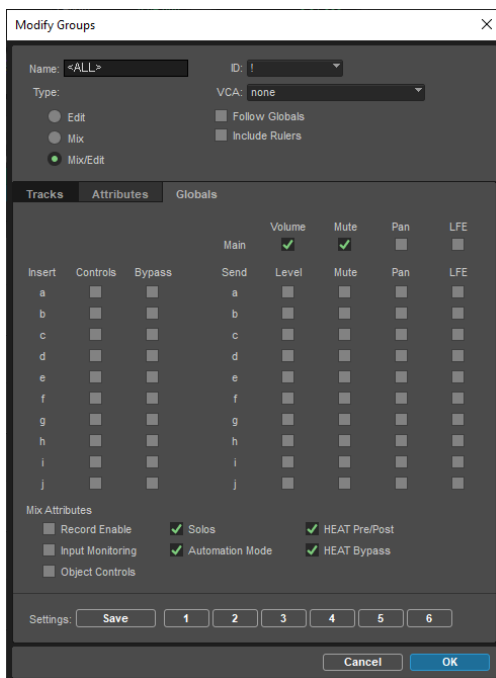 Modify Groups
Name: <ALL> ID: !
Type: VCA: none
Edit Follow Globals
Mix Include Rulers
Mix/Edit
Tracks Attributes Globals
Volume Mute Pan LFE
Main
Insert Controls Bypass Send Level Mute Pan LFE
a a
b b
c c
d d
e e
f f
g g
h h
i i
j j
Mix Attributes
Record Enable Solos HEAT Pre/Post
Input Monitoring Automation Mode HEAT Bypass
Object Controls
Settings: Save 1 2 3 4 5 6
Cancel OK